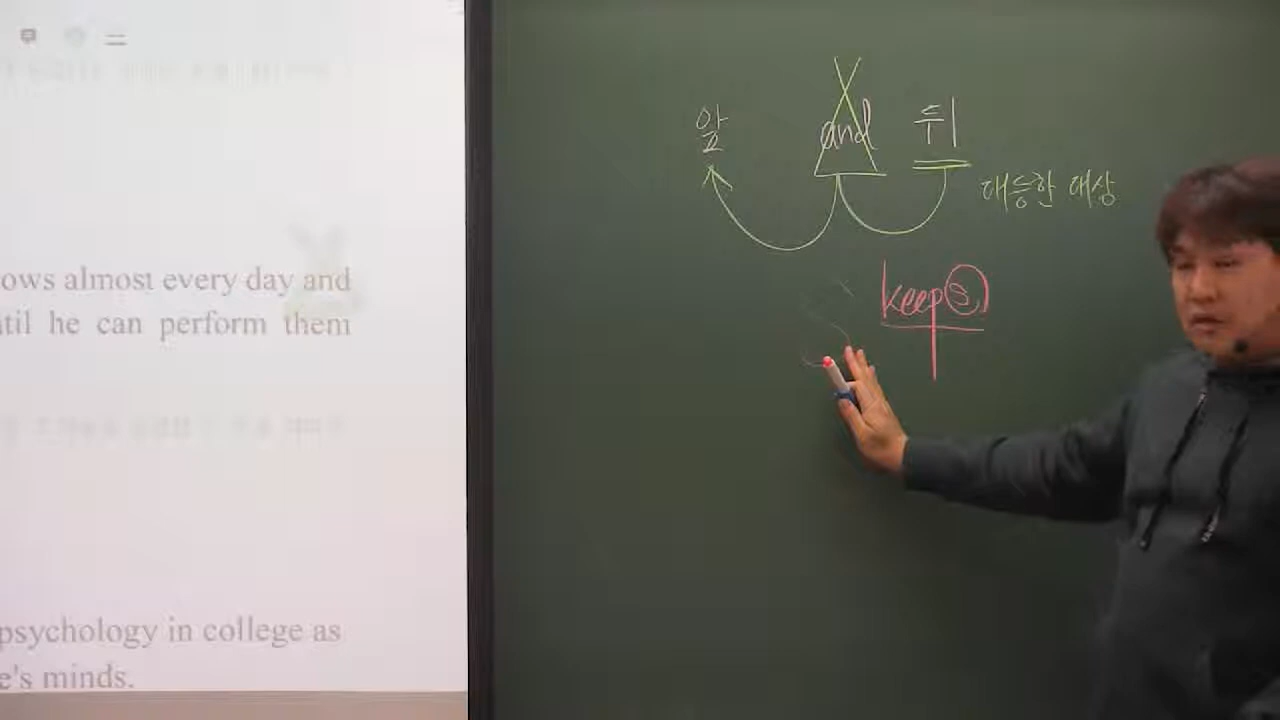 ows almost every day and
til he can perform them
psychology in college as
e's minds.
앞 and 뒤
대등한 대상
keep(s)